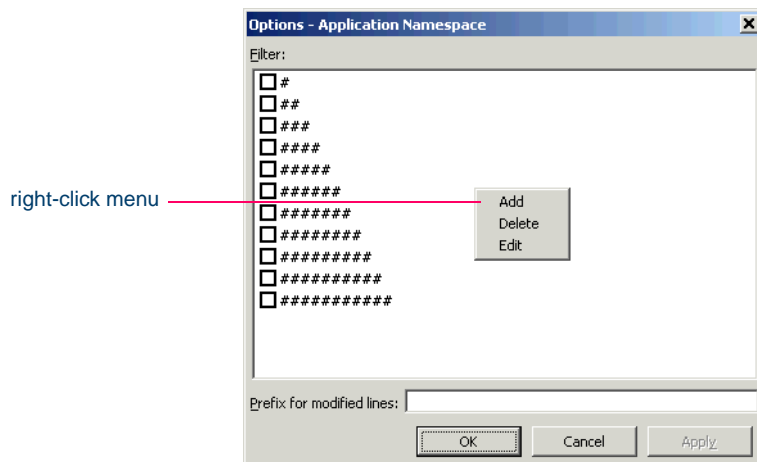 Options - Application Namespace
Filter:
#
##
###
####
#####
######
#######
########
#########
##########
###########
right-click menu
Add
Delete
Edit
Prefix for modified lines:
OK
Cancel
Apply